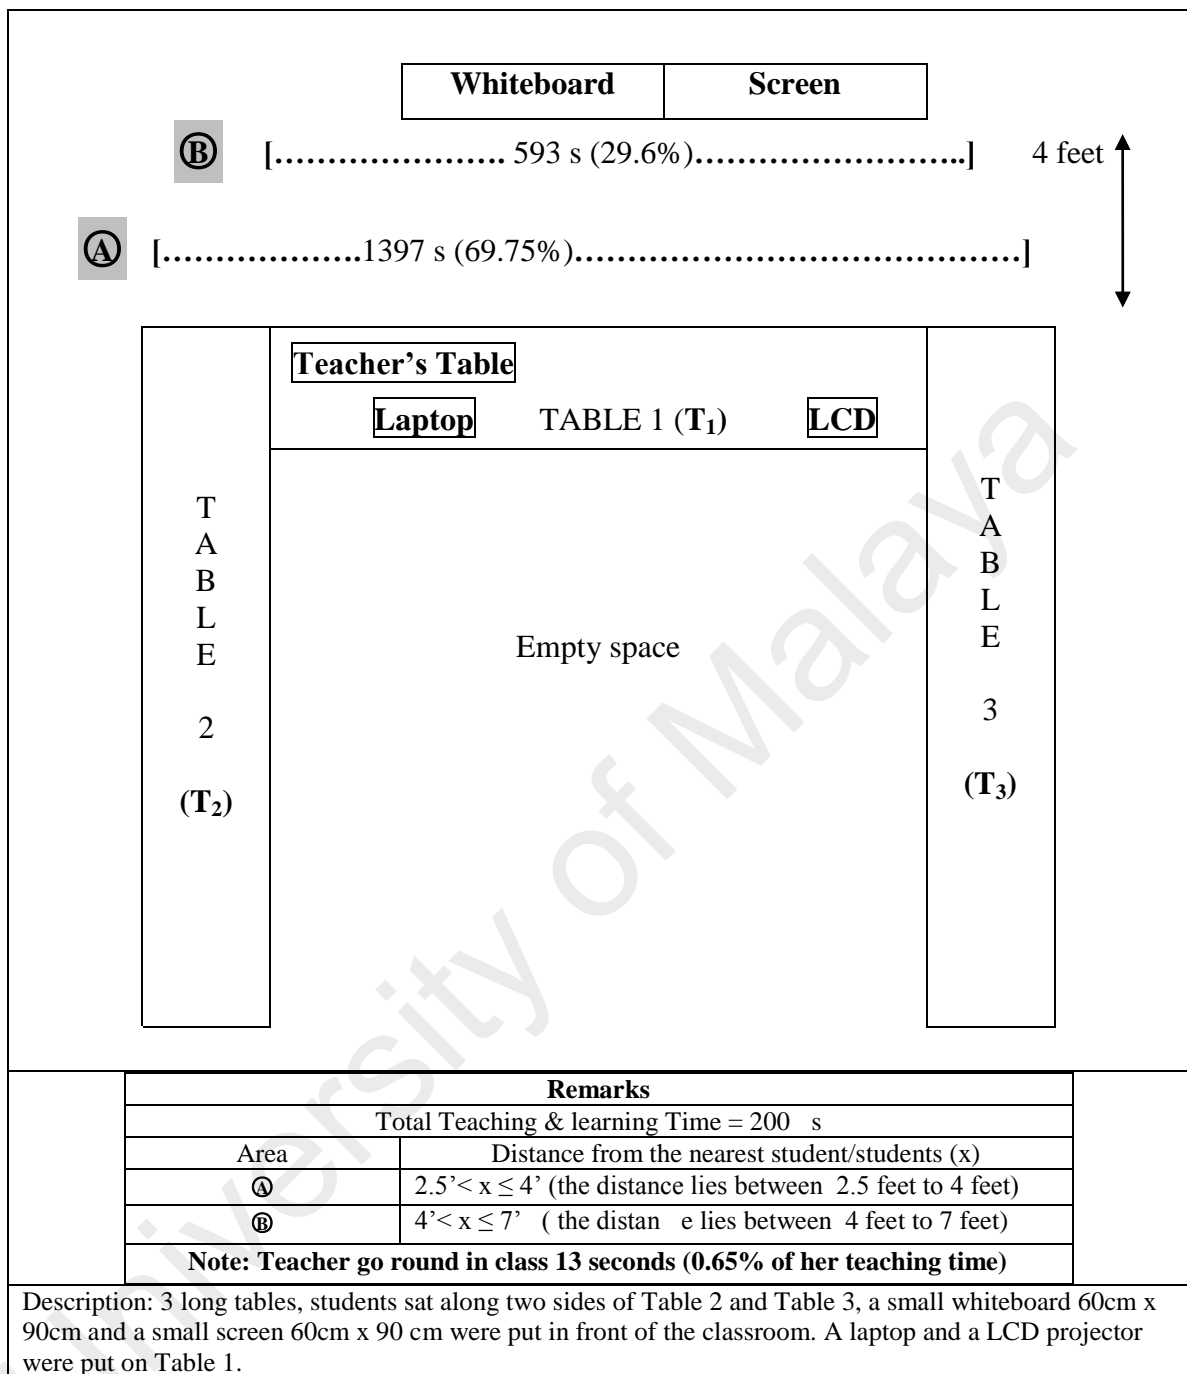 Whiteboard Screen
Ⓑ [………………….. 593 s (29.6%)……………………..] 4 feet
Ⓐ [………………..1397 s (69.75%)……………………………………]
Teacher’s Table
Laptop TABLE 1 (T₁) LCD
TABLE 2 (T₂)
Empty space
TABLE 3 (T₃)
Remarks
Total Teaching & learning Time = 200 s
Area Distance from the nearest student/students (x)
Ⓐ 2.5’< x ≤ 4’ (the distance lies between 2.5 feet to 4 feet)
Ⓑ 4’< x ≤ 7’ ( the distan e lies between 4 feet to 7 feet)
Note: Teacher go round in class 13 seconds (0.65% of her teaching time)
Description: 3 long tables, students sat along two sides of Table 2 and Table 3, a small whiteboard 60cm x
90cm and a small screen 60cm x 90 cm were put in front of the classroom. A laptop and a LCD projector
were put on Table 1.
University of Malaya